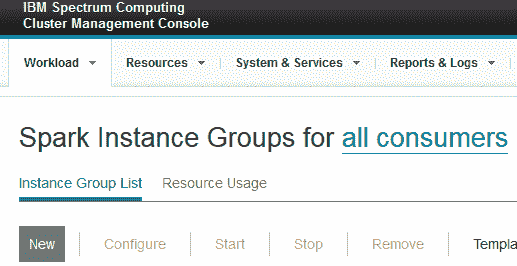 IBM Spectrum Computing
Cluster Management Console
Workload Resources System & Services Reports & Logs
Spark Instance Groups for all consumers
Instance Group List Resource Usage
New Configure Start Stop Remove Templa